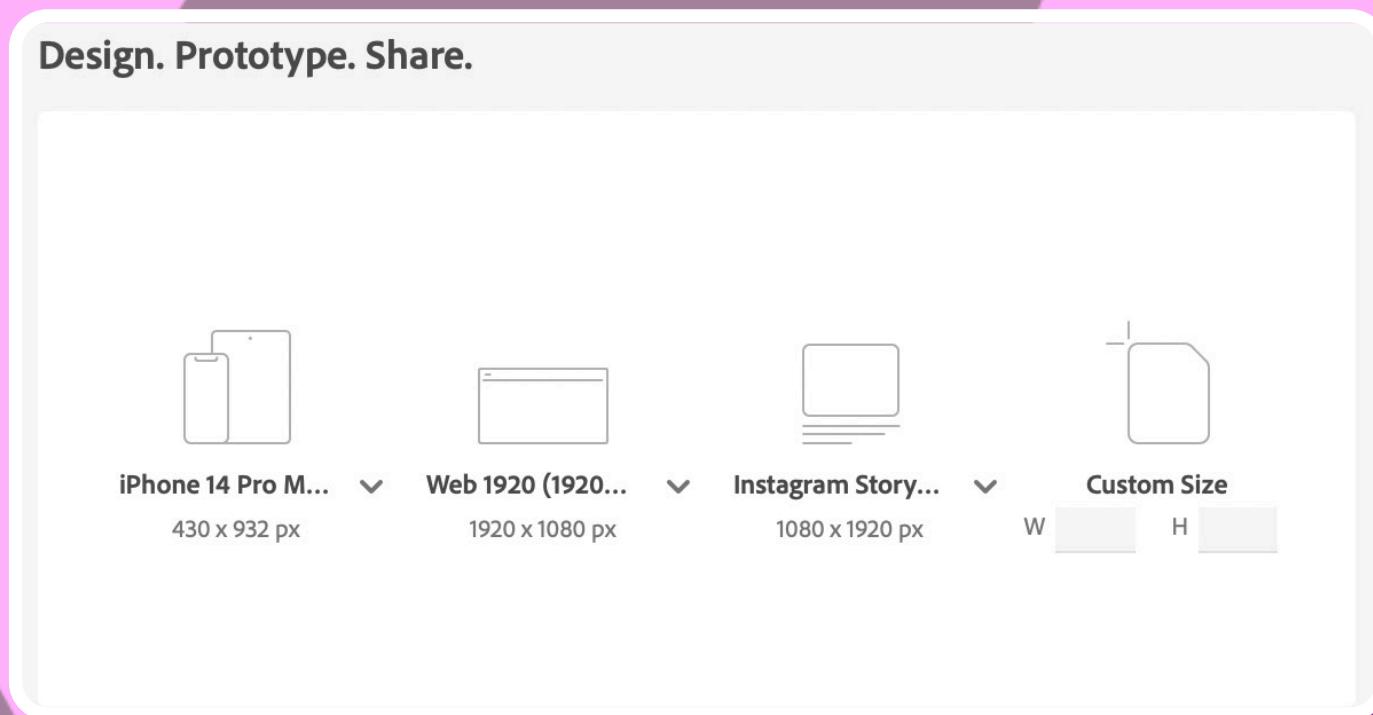 Design. Prototype. Share.
iPhone 14 Pro M...
430 x 932 px
Web 1920 (1920...
1920 x 1080 px
Instagram Story...
1080 x 1920 px
Custom Size
W H